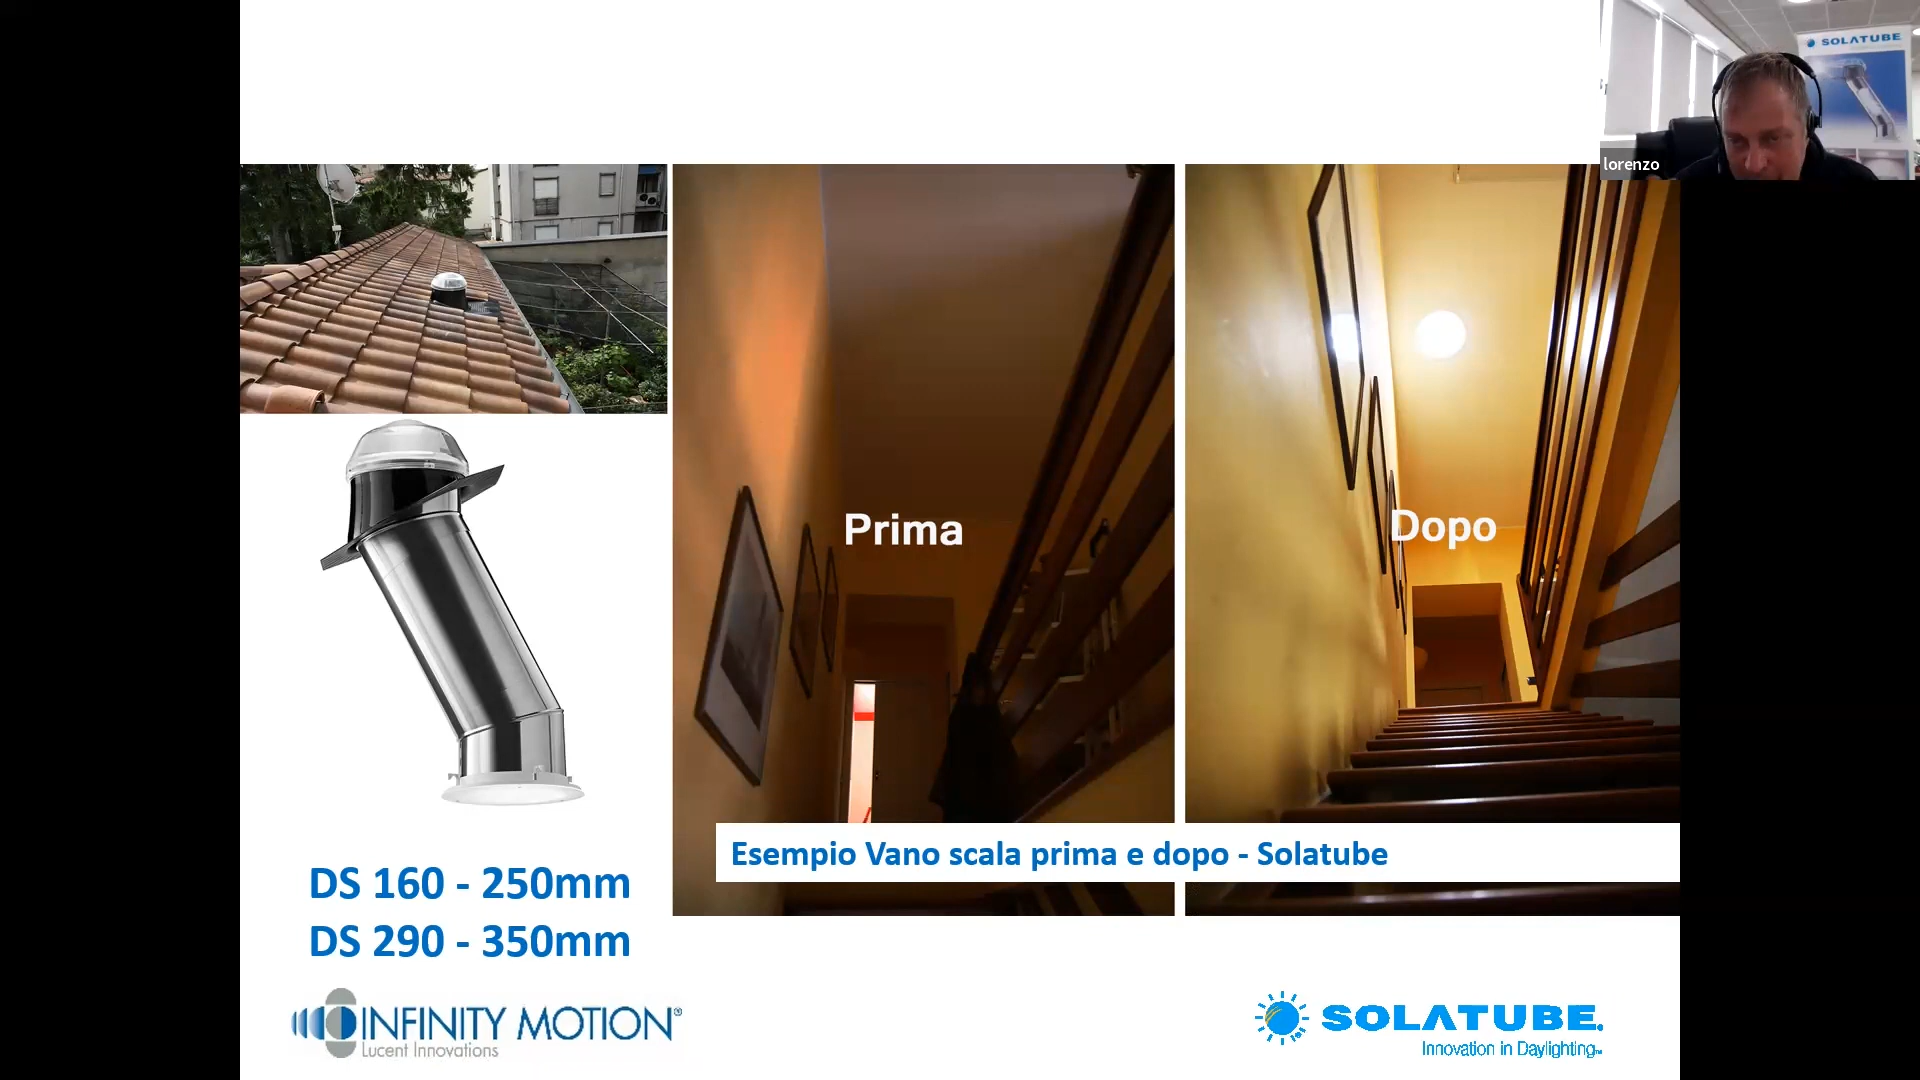 SOLATUBE
lorenzo
Prima
Dopo
Esempio Vano scala prima e dopo - Solatube
DS 160 - 250mm
DS 290 - 350mm
INFINITY MOTION®
Lucent Innovations
SOLATUBE.
Innovation in Daylighting™